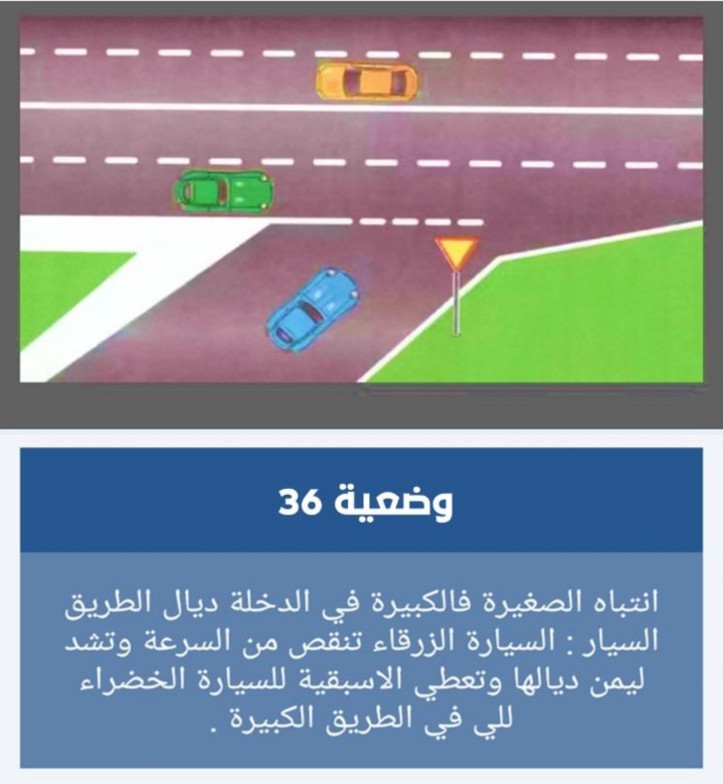 وضعية 36
انتباه الصغيرة فالكبيرة في الدخلة ديال الطريق
السيار : السيارة الزرقاء تنقص من السرعة وتشد
ليمن ديالها وتعطي الاسبقية للسيارة الخضراء
للي في الطريق الكبيرة .